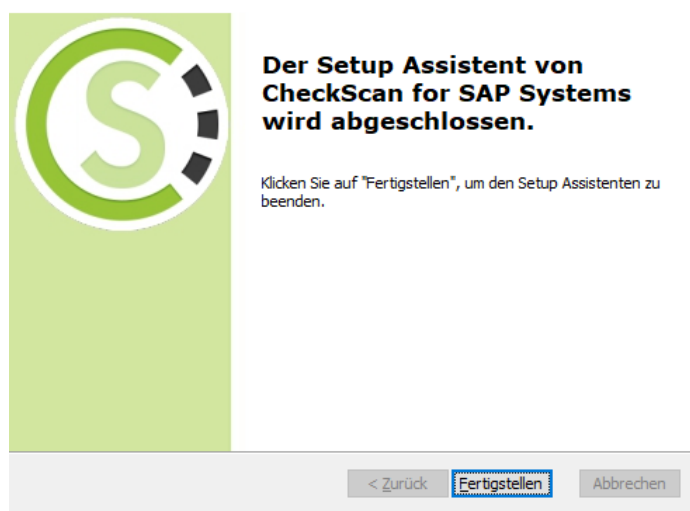 S
Der Setup Assistent von
CheckScan for SAP Systems
wird abgeschlossen.
Klicken Sie auf "Fertigstellen", um den Setup Assistenten zu
beenden.
< Zurück Fertigstellen Abbrechen